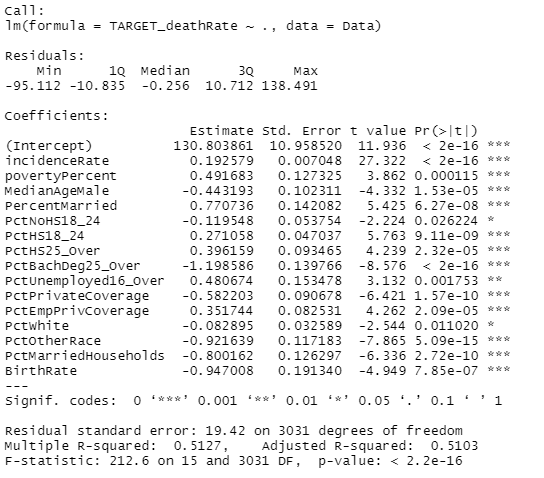 Call:
lm(formula = TARGET_deathRate ~ ., data = Data)
Residuals:
Min 1Q Median 3Q Max
-95.112 -10.835 -0.256 10.712 138.491
Coefficients:
Estimate Std. Error t value Pr(>|t|)
(Intercept) 130.803861 10.958520 11.936 < 2e-16 ***
incidenceRate 0.192579 0.007048 27.322 < 2e-16 ***
povertyPercent 0.491683 0.127325 3.862 0.000115 ***
MedianAgeMale -0.443193 0.102311 -4.332 1.53e-05 ***
PercentMarried 0.770736 0.142082 5.425 6.27e-08 ***
PctNoHS18_24 -0.119548 0.053754 -2.224 0.026224 *
PctHS18_24 0.271058 0.047037 5.763 9.11e-09 ***
PctHS25_Over 0.396159 0.093465 4.239 2.32e-05 ***
PctBachDeg25_Over -1.198586 0.139766 -8.576 < 2e-16 ***
PctUnemployed16_Over 0.480674 0.153478 3.132 0.001753 **
PctPrivateCoverage -0.582203 0.090678 -6.421 1.57e-10 ***
PctEmpPrivCoverage 0.351744 0.082531 4.262 2.09e-05 ***
PctWhite -0.082895 0.032589 -2.544 0.011020 *
PctOtherRace -0.921639 0.117183 -7.865 5.09e-15 ***
PctMarriedHouseholds -0.800162 0.126297 -6.336 2.72e-10 ***
BirthRate -0.947008 0.191340 -4.949 7.85e-07 ***
---
Signif. codes: 0 ‘***’ 0.001 ‘**’ 0.01 ‘*’ 0.05 ‘.’ 0.1 ‘ ’ 1
Residual standard error: 19.42 on 3031 degrees of freedom
Multiple R-squared: 0.5127, Adjusted R-squared: 0.5103
F-statistic: 212.6 on 15 and 3031 DF, p-value: < 2.2e-16